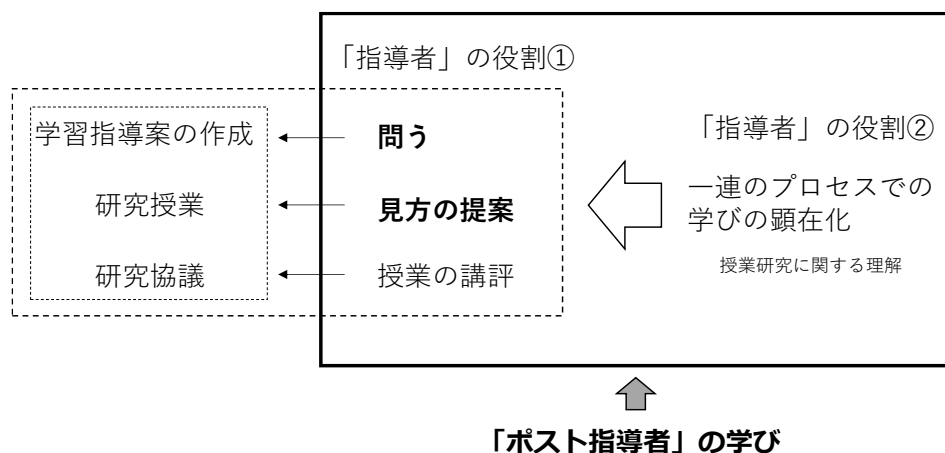 「指導者」の役割①
学習指導案の作成
問う
「指導者」の役割②
研究授業
見方の提案
一連のプロセスでの
学びの顕在化
研究協議
授業の講評
授業研究に関する理解
「ポスト指導者」の学び